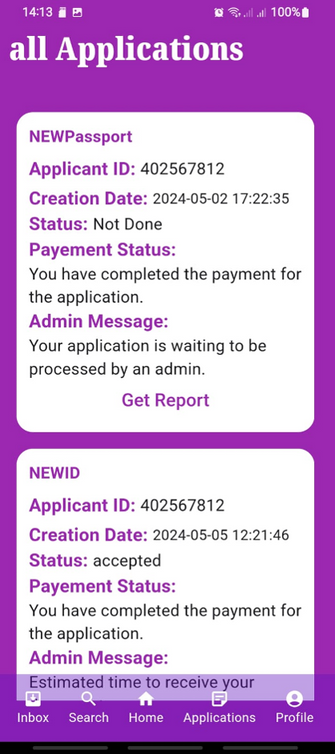 14:13 100%
all Applications
NEWPassport
Applicant ID: 402567812
Creation Date: 2024-05-02 17:22:35
Status: Not Done
Payement Status:
You have completed the payment for
the application.
Admin Message:
Your application is waiting to be
processed by an admin.
Get Report
NEWID
Applicant ID: 402567812
Creation Date: 2024-05-05 12:21:46
Status: accepted
Payement Status:
You have completed the payment for
the application.
Admin Message:
Estimated time to receive your
Inbox Search Home Applications Profile